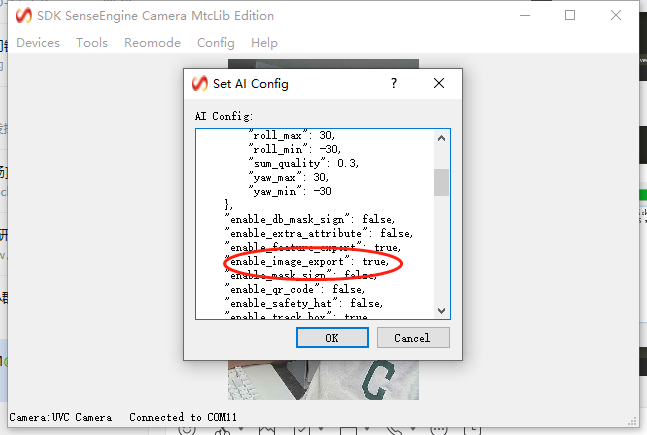 SDK SenseEngine Camera MtcLib Edition
Devices Tools Reomode Config Help
Set AI Config
?
AI Config:
"roll_max": 30,
"roll_min": -30,
"sum_quality": 0.3,
"yaw_max": 30,
"yaw_min": -30
},
"enable_db_mask_sign": false,
"enable_extra_attribute": false,
"enable_feature_export": true,
"enable_image_export": true,
"enable_mask_sign": false,
"enable_qr_code": false,
"enable_safety_hat": false,
"enable_track_box": true
OK Cancel
C
Camera:UVC Camera Connected to COM11